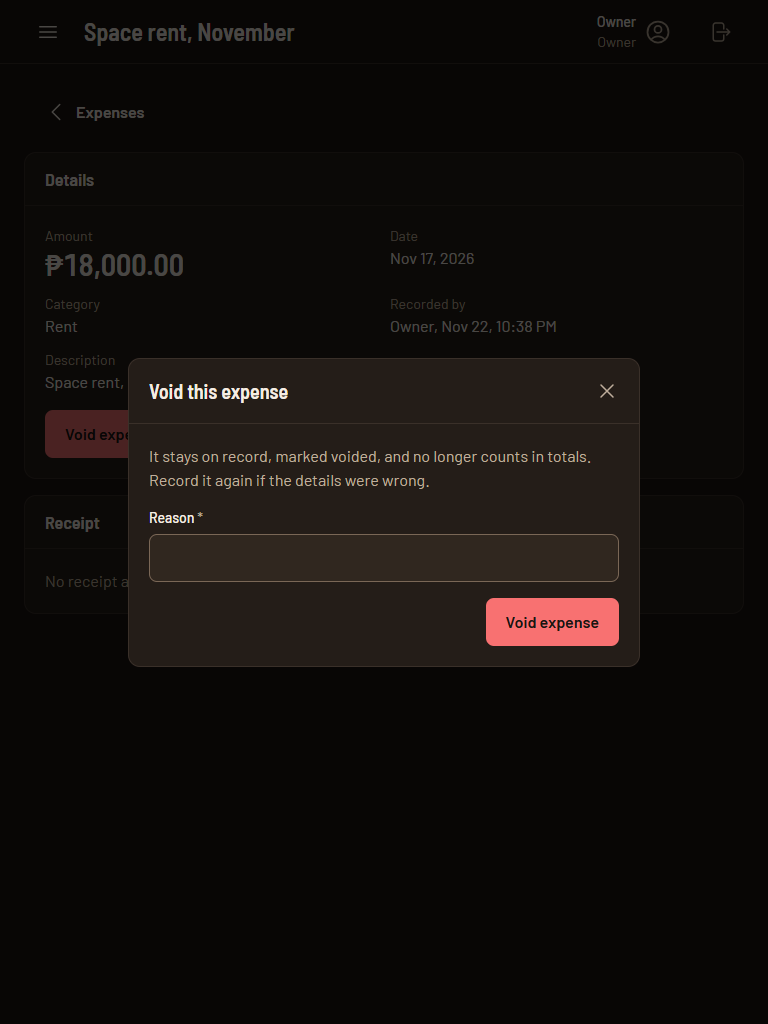 Space rent, November
Owner
Owner
Expenses
Details
Amount
Date
₱18,000.00
Nov 17, 2026
Category
Recorded by
Rent
Owner, Nov 22, 10:38 PM
Description
Space rent,
Void this expense
Void expe
It stays on record, marked voided, and no longer counts in totals.
Record it again if the details were wrong.
Reason *
Receipt
No receipt a
Void expense